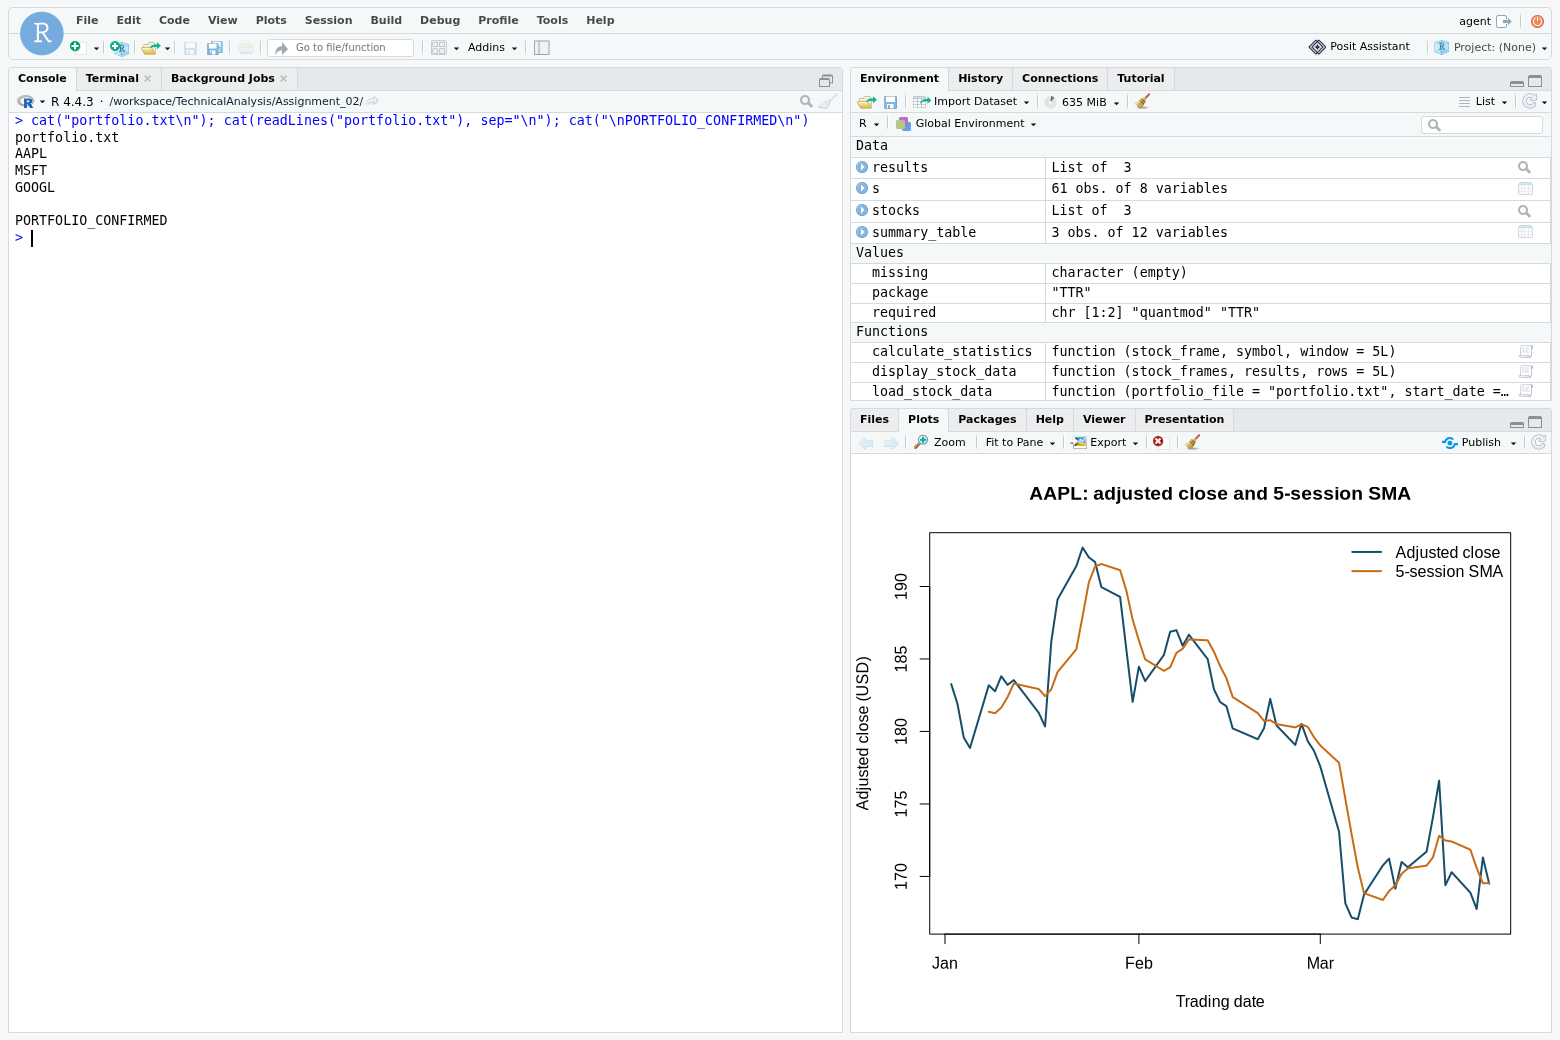 File Edit Code View Plots Session Build Debug Profile Tools Help
agent
R
Go to file/function
Addins
Posit Assistant
Project: (None)
Console Terminal Background Jobs
R 4.4.3 · /workspace/TechnicalAnalysis/Assignment_02/
> cat("portfolio.txt\n"); cat(readLines("portfolio.txt"), sep="\n"); cat("\nPORTFOLIO_CONFIRMED\n")
portfolio.txt
AAPL
MSFT
GOOGL
PORTFOLIO_CONFIRMED
>
Environment History Connections Tutorial
Import Dataset 635 MiB List
R Global Environment
Data
results List of  3
s 61 obs. of 8 variables
stocks List of  3
summary_table 3 obs. of 12 variables
Values
missing character (empty)
package "TTR"
required chr [1:2] "quantmod" "TTR"
Functions
calculate_statistics function (stock_frame, symbol, window = 5L)
display_stock_data function (stock_frames, results, rows = 5L)
load_stock_data function (portfolio_file = "portfolio.txt", start_date =…
Files Plots Packages Help Viewer Presentation
Zoom Fit to Pane Export Publish
AAPL: adjusted close and 5-session SMA
Adjusted close
5-session SMA
Adjusted close (USD)
190
185
180
175
170
Jan Feb Mar
Trading date